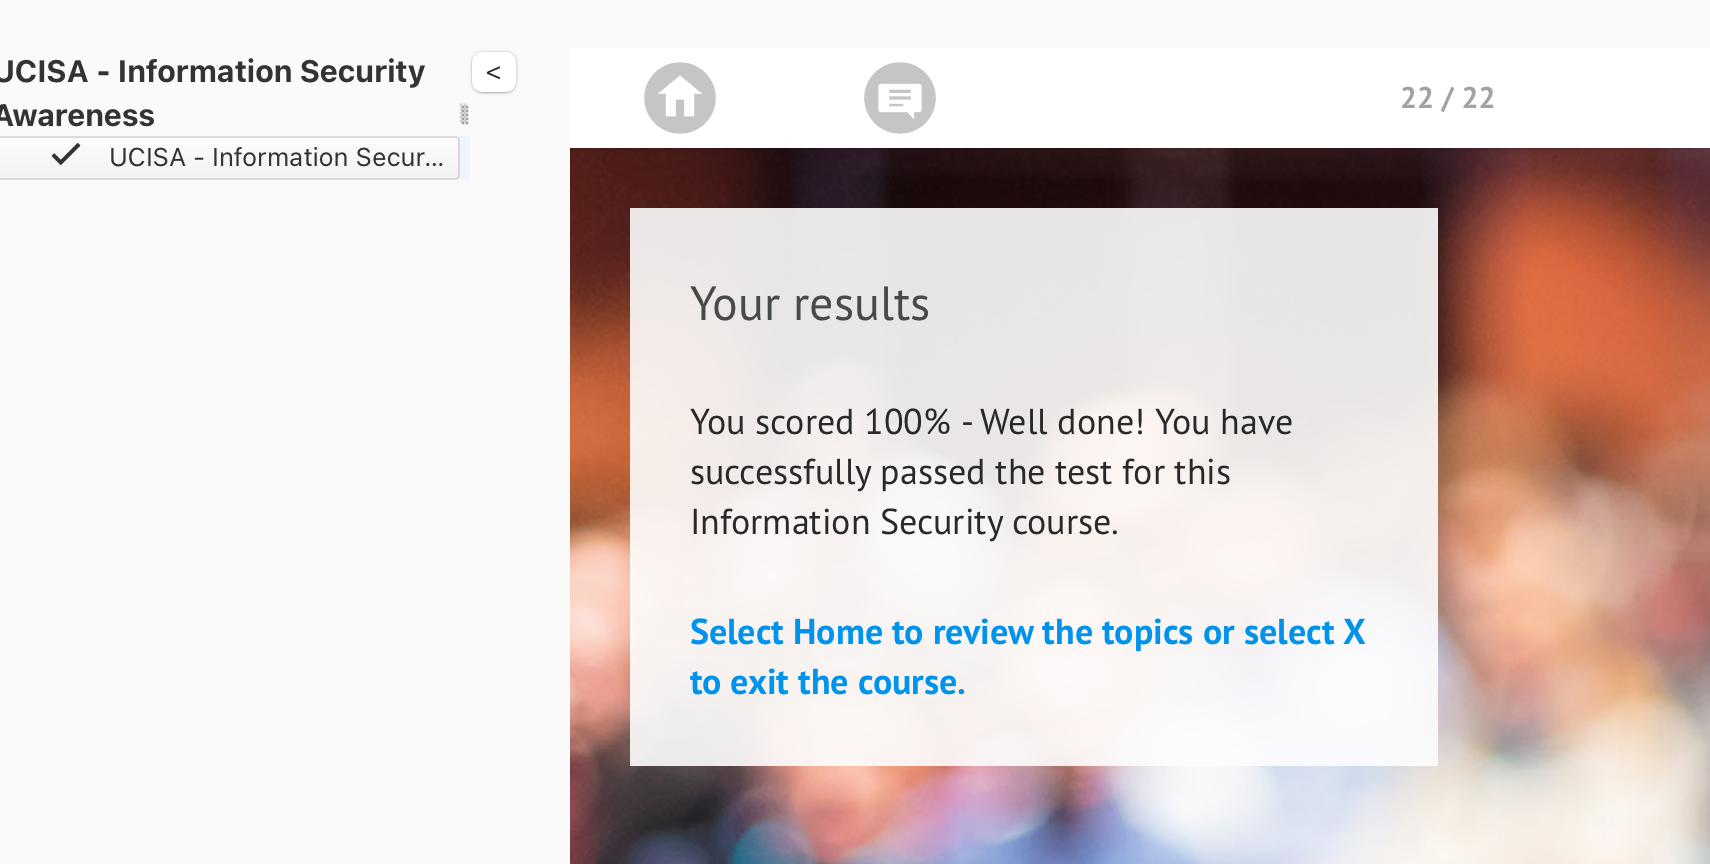 UCISA - Information Security
Awareness
<
UCISA - Information Secur...
22 / 22
Your results
You scored 100% - Well done! You have
successfully passed the test for this
Information Security course.
Select Home to review the topics or select X
to exit the course.